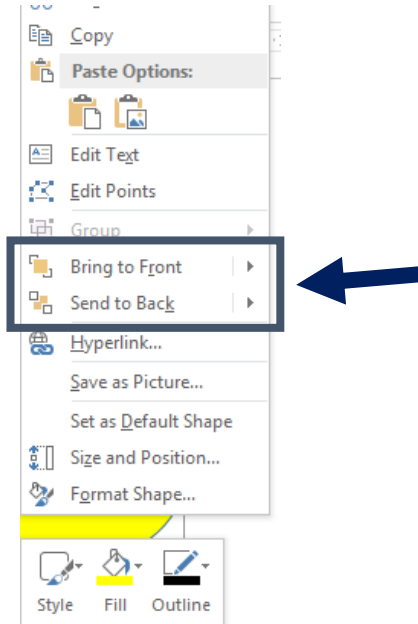 Copy
Paste Options:
Edit Text
Edit Points
Group
Bring to Front
Send to Back
Hyperlink...
Save as Picture...
Set as Default Shape
Size and Position...
Format Shape...
Style Fill Outline